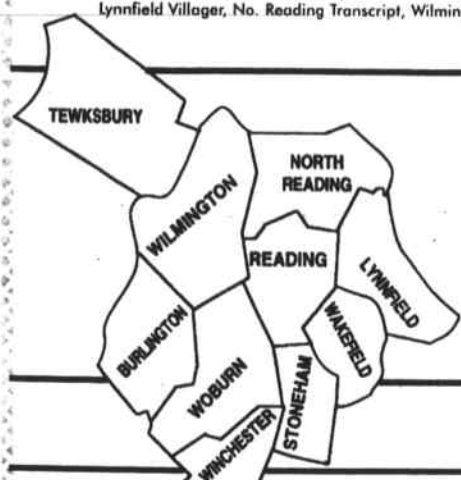 Lynnfield Villager, No. Reading Transcript, Wilmin
TEWKSBURY
NORTH
READING
WILMINGTON
READING
LYNNFIELD
BURLINGTON
WAKEFIELD
WOBURN
STONEHAM
WINCHESTER